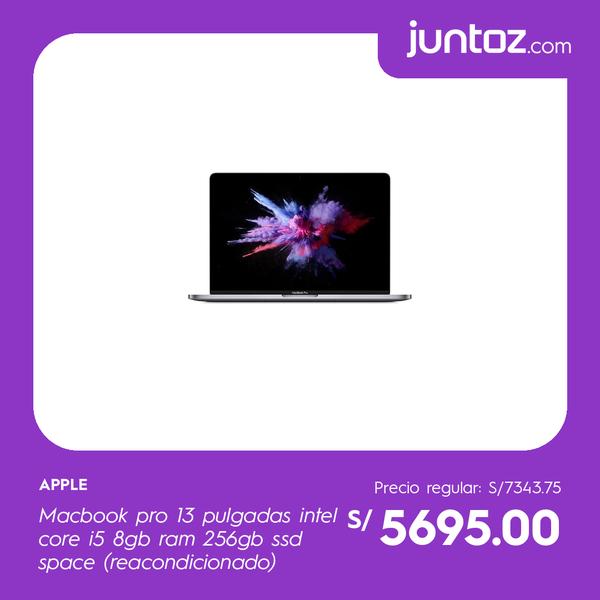 juntoz.com
APPLE
Macbook pro 13 pulgadas intel
core i5 8gb ram 256gb ssd
space (reacondicionado)
Precio regular: S/7343.75
S/ 5695.00